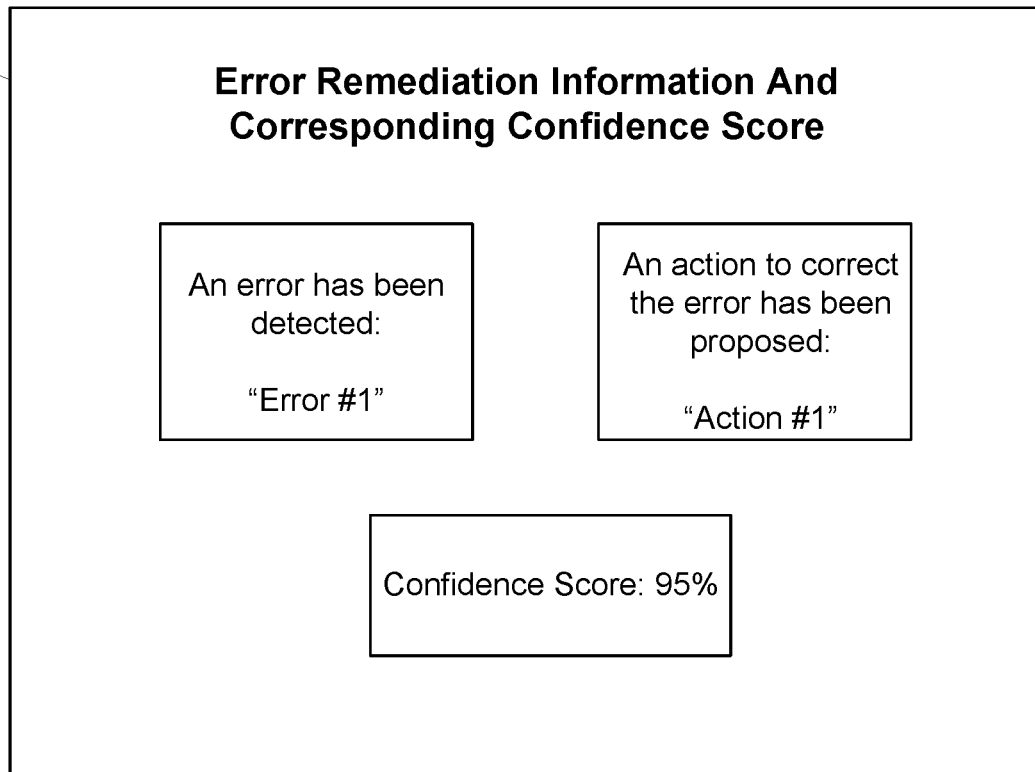 Error Remediation Information And
Corresponding Confidence Score
An error has been
detected:
“Error #1”
An action to correct
the error has been
proposed:
“Action #1”
Confidence Score: 95%